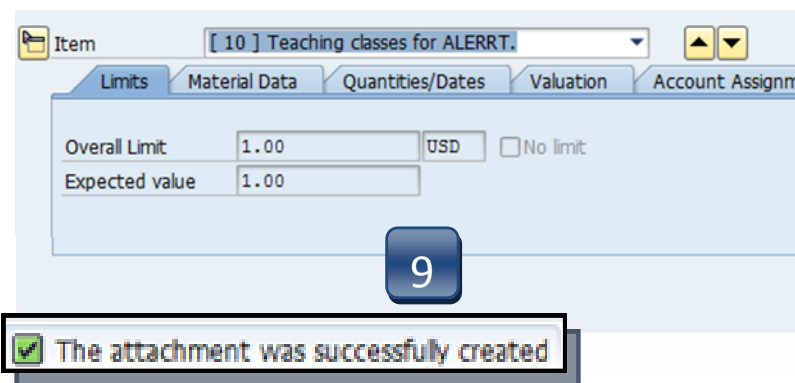 Item [ 10 ] Teaching classes for ALERRT.
Limits Material Data Quantities/Dates Valuation Account Assignm
Overall Limit 1.00 USD No limit
Expected value 1.00
9
The attachment was successfully created